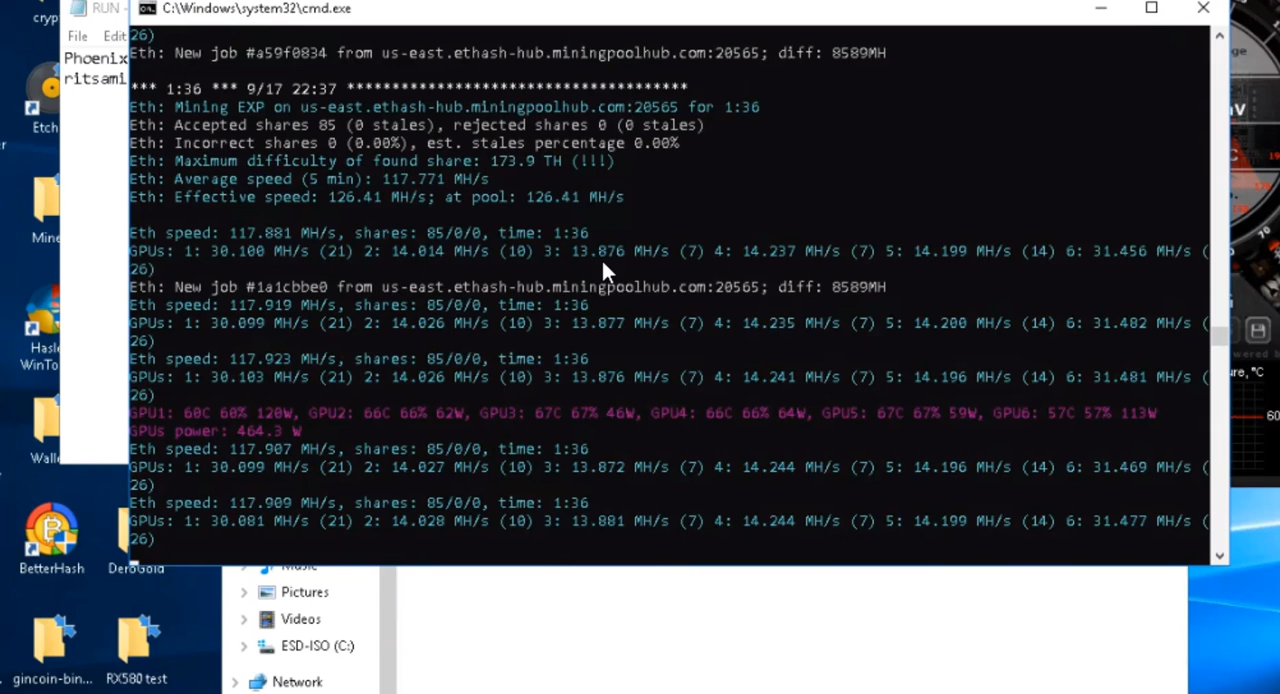 cryp
RUN -
C:\Windows\system32\cmd.exe
File Edit
Phoenix
ritsami
26)
Eth: New job #a59f0834 from us-east.ethash-hub.miningpoolhub.com:20565; diff: 8589MH
*** 1:36 *** 9/17 22:37 **************************************
Eth: Mining EXP on us-east.ethash-hub.miningpoolhub.com:20565 for 1:36
Eth: Accepted shares 85 (0 stales), rejected shares 0 (0 stales)
Eth: Incorrect shares 0 (0.00%), est. stales percentage 0.00%
Eth: Maximum difficulty of found share: 173.9 TH (!!!)
Eth: Average speed (5 min): 117.771 MH/s
Eth: Effective speed: 126.41 MH/s; at pool: 126.41 MH/s
Eth speed: 117.881 MH/s, shares: 85/0/0, time: 1:36
GPUs: 1: 30.100 MH/s (21) 2: 14.014 MH/s (10) 3: 13.876 MH/s (7) 4: 14.237 MH/s (7) 5: 14.199 MH/s (14) 6: 31.456 MH/s (
26)
Eth: New job #1a1cbbe0 from us-east.ethash-hub.miningpoolhub.com:20565; diff: 8589MH
Eth speed: 117.919 MH/s, shares: 85/0/0, time: 1:36
GPUs: 1: 30.099 MH/s (21) 2: 14.026 MH/s (10) 3: 13.877 MH/s (7) 4: 14.235 MH/s (7) 5: 14.200 MH/s (14) 6: 31.482 MH/s (
26)
Eth speed: 117.923 MH/s, shares: 85/0/0, time: 1:36
GPUs: 1: 30.103 MH/s (21) 2: 14.026 MH/s (10) 3: 13.876 MH/s (7) 4: 14.241 MH/s (7) 5: 14.196 MH/s (14) 6: 31.481 MH/s (
26)
GPU1: 60C 60% 120W, GPU2: 66C 66% 62W, GPU3: 67C 67% 46W, GPU4: 66C 66% 64W, GPU5: 67C 67% 59W, GPU6: 57C 57% 113W
GPUs power: 464.3 W
Eth speed: 117.907 MH/s, shares: 85/0/0, time: 1:36
GPUs: 1: 30.099 MH/s (21) 2: 14.027 MH/s (10) 3: 13.872 MH/s (7) 4: 14.244 MH/s (7) 5: 14.196 MH/s (14) 6: 31.469 MH/s (
26)
Eth speed: 117.909 MH/s, shares: 85/0/0, time: 1:36
GPUs: 1: 30.081 MH/s (21) 2: 14.028 MH/s (10) 3: 13.881 MH/s (7) 4: 14.244 MH/s (7) 5: 14.199 MH/s (14) 6: 31.477 MH/s (
26)
Etch
Mine
Hasl
WinTo
Walle
BetterHash
DeroGold
gincoin-bin...
RX580 test
Music
Pictures
Videos
ESD-ISO (C:)
Network
ure, °C
60
70